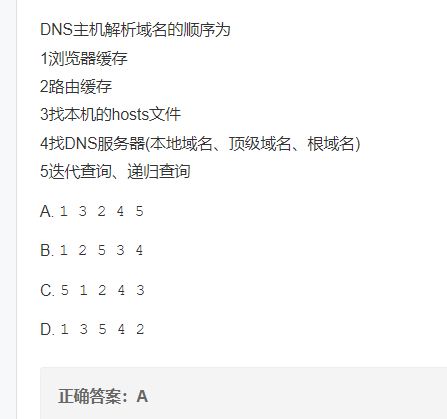 DNS主机解析域名的顺序为
1浏览器缓存
2路由缓存
3找本机的hosts文件
4找DNS服务器(本地域名、顶级域名、根域名)
5迭代查询、递归查询
A. 1 3 2 4 5
B. 1 2 5 3 4
C. 5 1 2 4 3
D. 1 3 5 4 2
正确答案：A